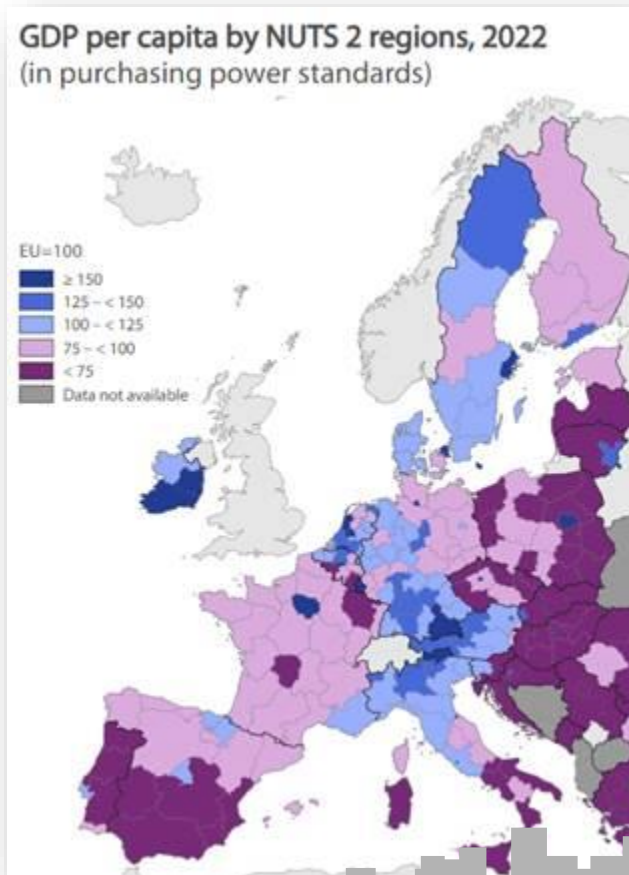 GDP per capita by NUTS 2 regions, 2022
(in purchasing power standards)
EU=100
≥ 150
125 – < 150
100 – < 125
75 – < 100
< 75
Data not available